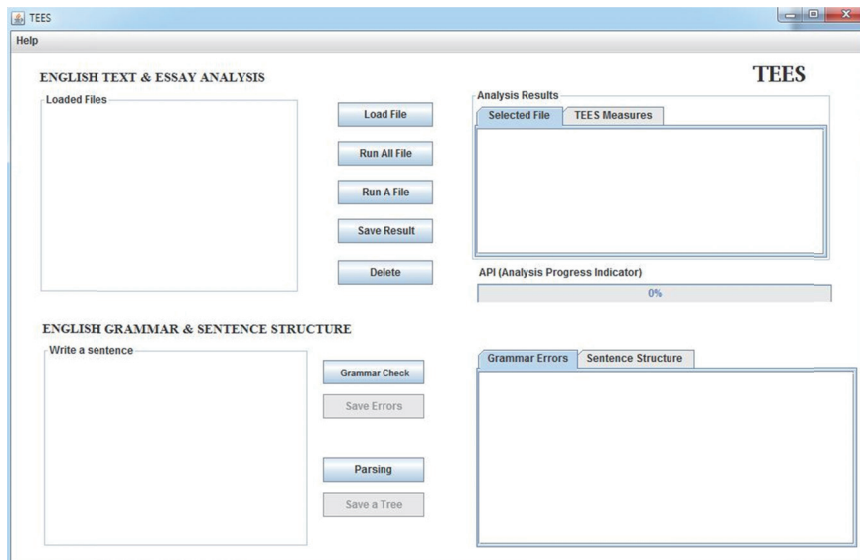 TEES
Help
ENGLISH TEXT & ESSAY ANALYSIS
TEES
Loaded Files
Load File
Run All File
Run A File
Save Result
Delete
Analysis Results
Selected File TEES Measures
API (Analysis Progress Indicator)
0%
ENGLISH GRAMMAR & SENTENCE STRUCTURE
Write a sentence
Grammar Check
Save Errors
Parsing
Save a Tree
Grammar Errors Sentence Structure